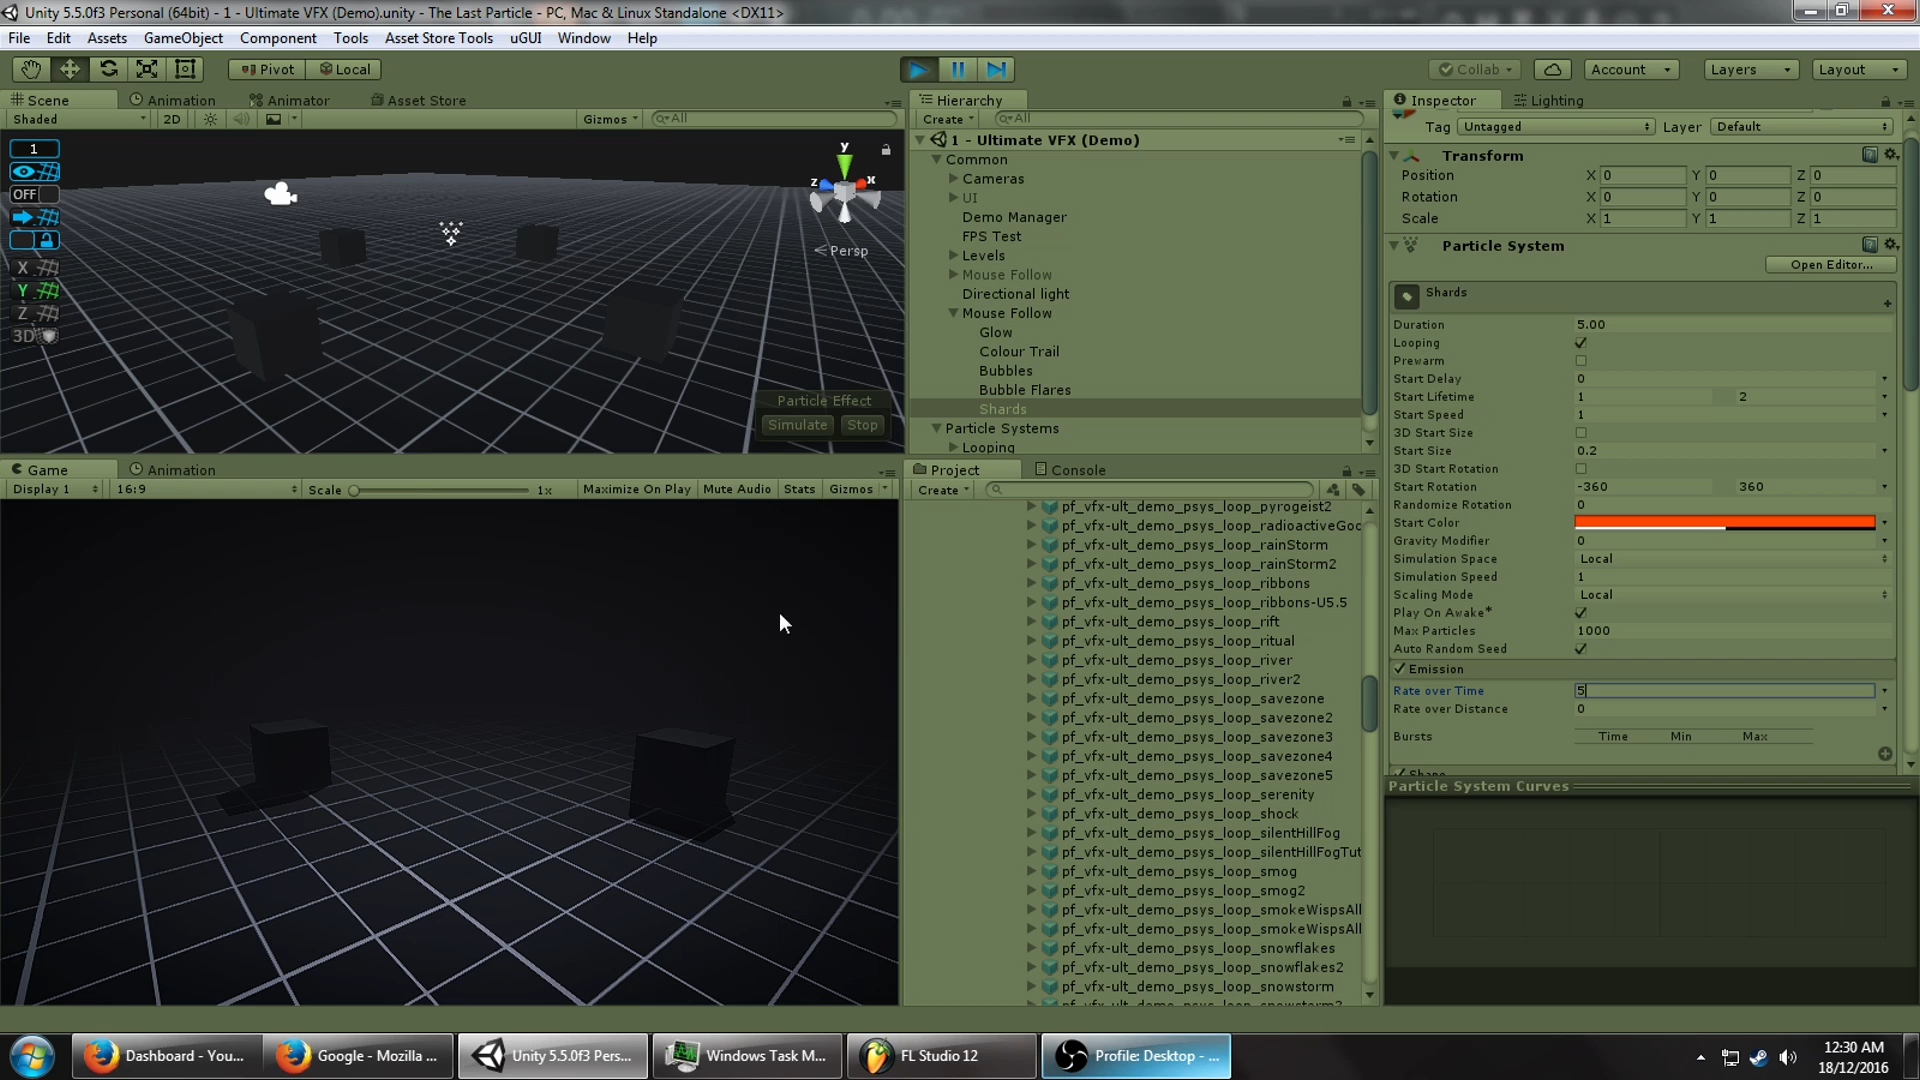 Unity 5.5.0f3 Personal (64bit) - 1 - Ultimate VFX (Demo).unity - The Last Particle - PC, Mac & Linux Standalone <DX11>
File Edit Assets GameObject Component Tools Asset Store Tools uGUI Window Help
Pivot Local Collab Account Layers Layout
Scene Animation Animator Asset Store
Shaded 2D Gizmos All
1
OFF
X
Y
Z
3D
y
z x
Persp
Particle Effect
Simulate Stop
Game Animation
Display 1 16:9 Scale 1x Maximize On Play Mute Audio Stats Gizmos
Hierarchy
Create All
1 - Ultimate VFX (Demo)
Common
Cameras
UI
Demo Manager
FPS Test
Levels
Mouse Follow
Directional light
Mouse Follow
Glow
Colour Trail
Bubbles
Bubble Flares
Shards
Particle Systems
Looping
Project Console
Create
pf_vfx-ult_demo_psys_loop_pyrogeist2
pf_vfx-ult_demo_psys_loop_radioactiveGoo
pf_vfx-ult_demo_psys_loop_rainStorm
pf_vfx-ult_demo_psys_loop_rainStorm2
pf_vfx-ult_demo_psys_loop_ribbons
pf_vfx-ult_demo_psys_loop_ribbons-U5.5
pf_vfx-ult_demo_psys_loop_rift
pf_vfx-ult_demo_psys_loop_ritual
pf_vfx-ult_demo_psys_loop_river
pf_vfx-ult_demo_psys_loop_river2
pf_vfx-ult_demo_psys_loop_savezone
pf_vfx-ult_demo_psys_loop_savezone2
pf_vfx-ult_demo_psys_loop_savezone3
pf_vfx-ult_demo_psys_loop_savezone4
pf_vfx-ult_demo_psys_loop_savezone5
pf_vfx-ult_demo_psys_loop_serenity
pf_vfx-ult_demo_psys_loop_shock
pf_vfx-ult_demo_psys_loop_silentHillFog
pf_vfx-ult_demo_psys_loop_silentHillFogTut
pf_vfx-ult_demo_psys_loop_smog
pf_vfx-ult_demo_psys_loop_smog2
pf_vfx-ult_demo_psys_loop_smokeWispsAll
pf_vfx-ult_demo_psys_loop_smokeWispsAll
pf_vfx-ult_demo_psys_loop_snowflakes
pf_vfx-ult_demo_psys_loop_snowflakes2
pf_vfx-ult_demo_psys_loop_snowstorm
pf_vfx-ult_demo_psys_loop_snowstorm2
Inspector Lighting
Tag Untagged Layer Default
Transform
Position X 0 Y 0 Z 0
Rotation X 0 Y 0 Z 0
Scale X 1 Y 1 Z 1
Particle System
Open Editor...
Shards
Duration 5.00
Looping
Prewarm
Start Delay 0
Start Lifetime 1 2
Start Speed 1
3D Start Size
Start Size 0.2
3D Start Rotation
Start Rotation -360 360
Randomize Rotation 0
Start Color
Gravity Modifier 0
Simulation Space Local
Simulation Speed 1
Scaling Mode Local
Play On Awake*
Max Particles 1000
Auto Random Seed
Emission
Rate over Time 5
Rate over Distance 0
Bursts Time Min Max
Shape
Particle System Curves
Dashboard - You... Google - Mozilla ... Unity 5.5.0f3 Pers... Windows Task M... FL Studio 12 Profile: Desktop - ...
12:30 AM
18/12/2016